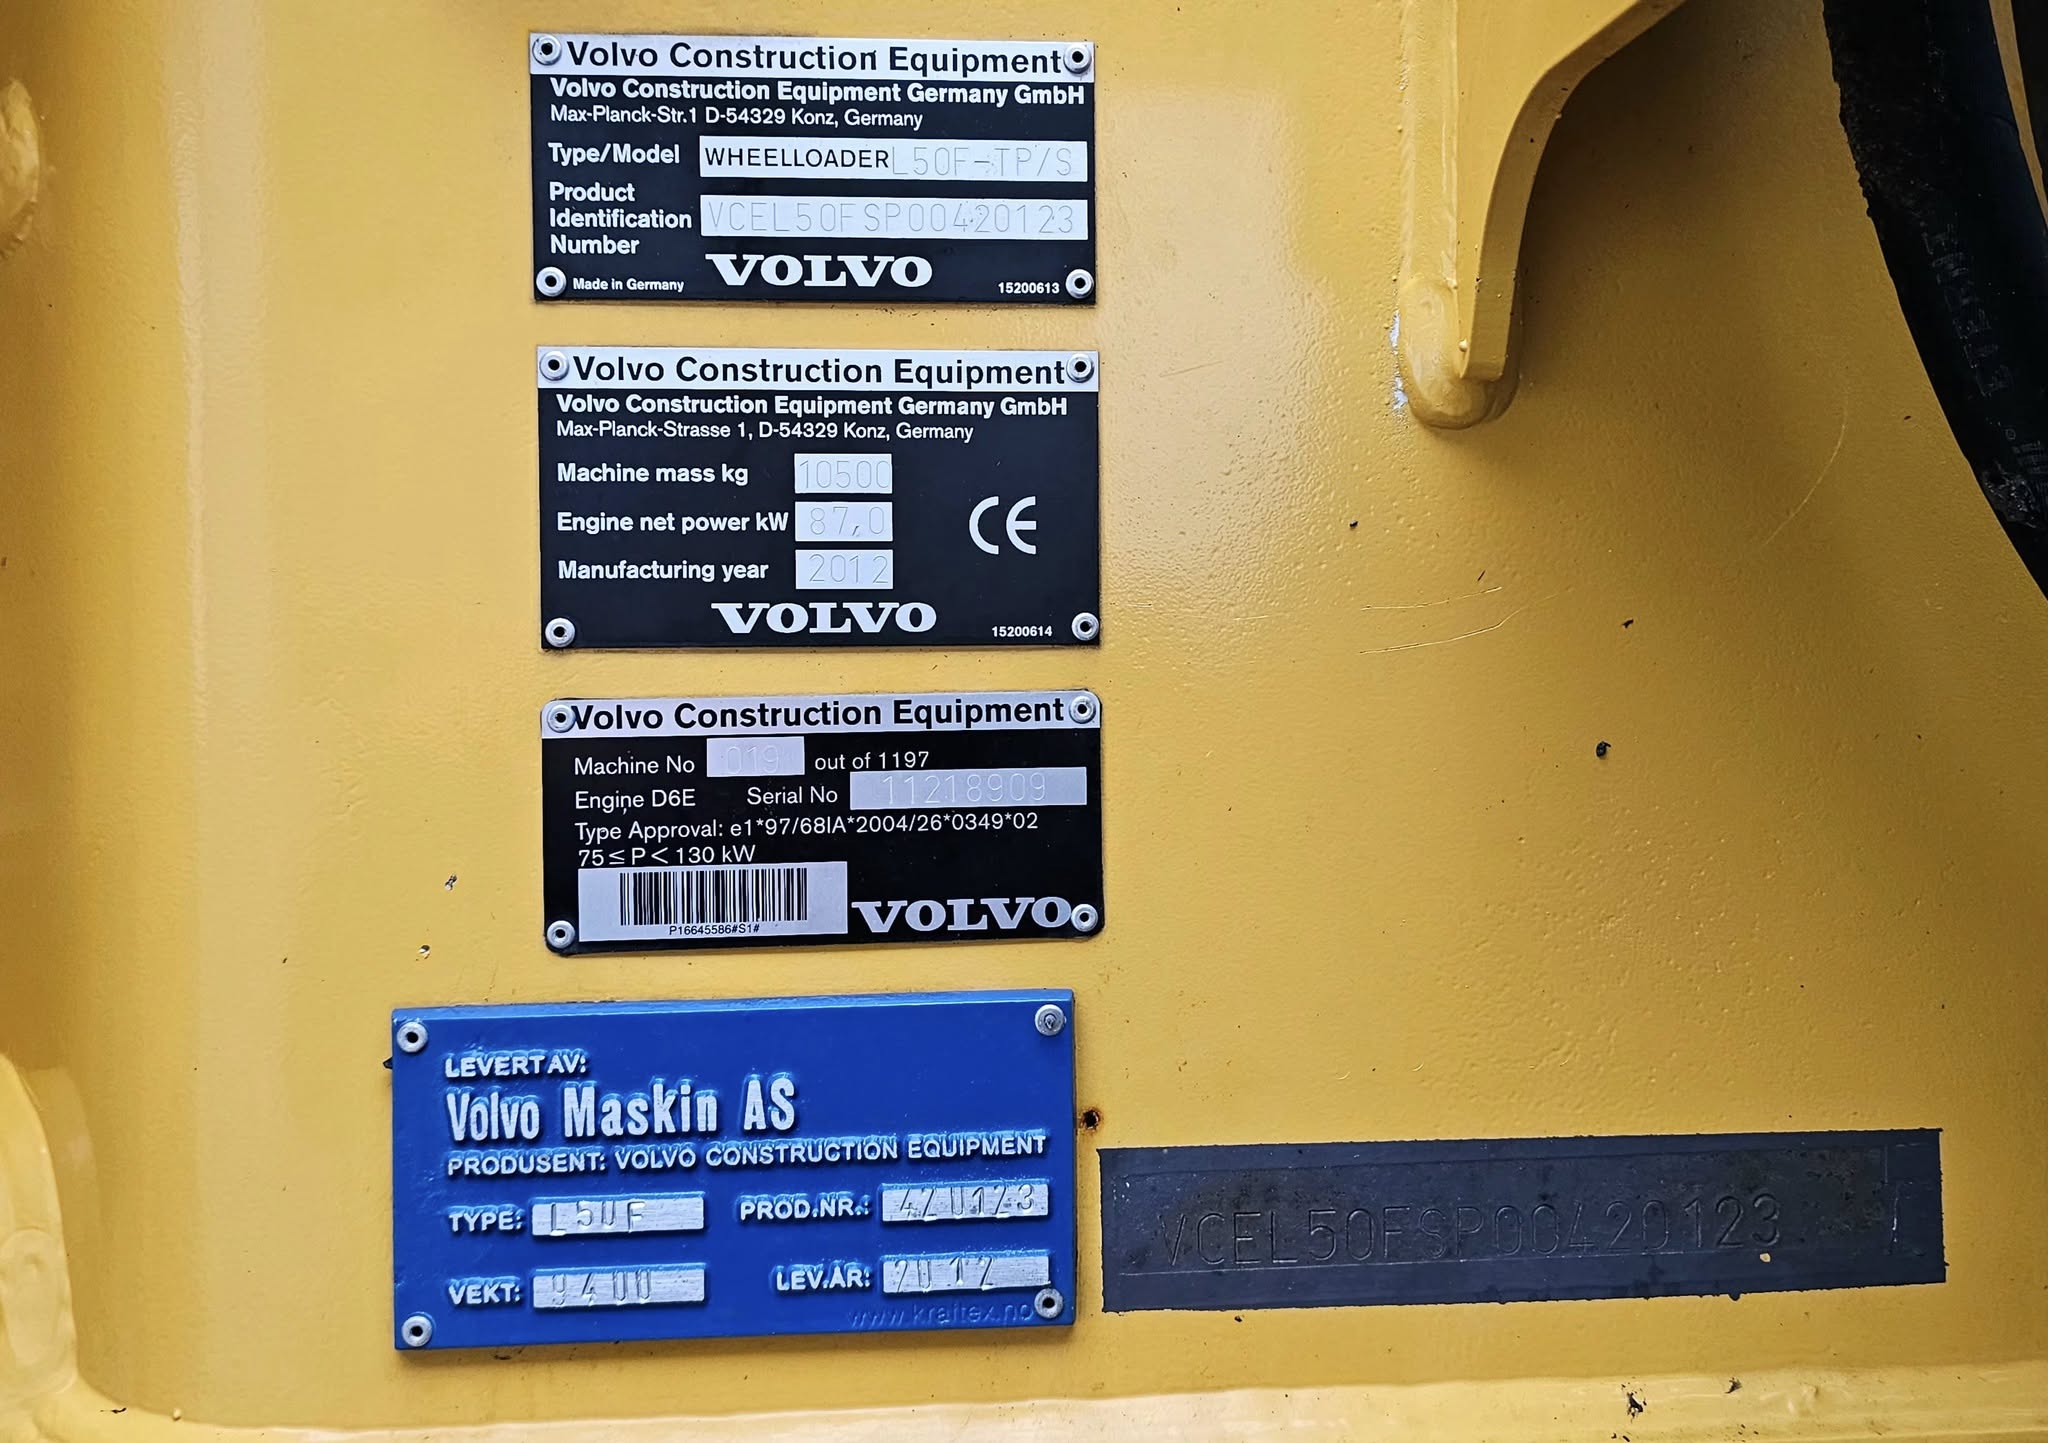 Volvo Construction Equipment
Volvo Construction Equipment Germany GmbH
Max-Planck-Str.1 D-54329 Konz, Germany
Type/Model WHEELLOADER L50F-TP/S
Product
Identification VCEL50FSP00420123
Number
VOLVO
Made in Germany 15200613
Volvo Construction Equipment
Volvo Construction Equipment Germany GmbH
Max-Planck-Strasse 1, D-54329 Konz, Germany
Machine mass kg 10500
Engine net power kW 87,0
CE
Manufacturing year 2012
VOLVO
15200614
Volvo Construction Equipment
Machine No 019 out of 1197
Engine D6E Serial No 11218909
Type Approval: e1*97/68IA*2004/26*0349*02
75≤P<130 kW
P16645586#S1#
VOLVO
LEVERT AV:
Volvo Maskin AS
PRODUSENT: VOLVO CONSTRUCTION EQUIPMENT
TYPE: L50F PROD.NR.: 420123
VEKT: 9400 LEV.ÅR: 2012
www.kraftex.no
VCEL50FSP00420123